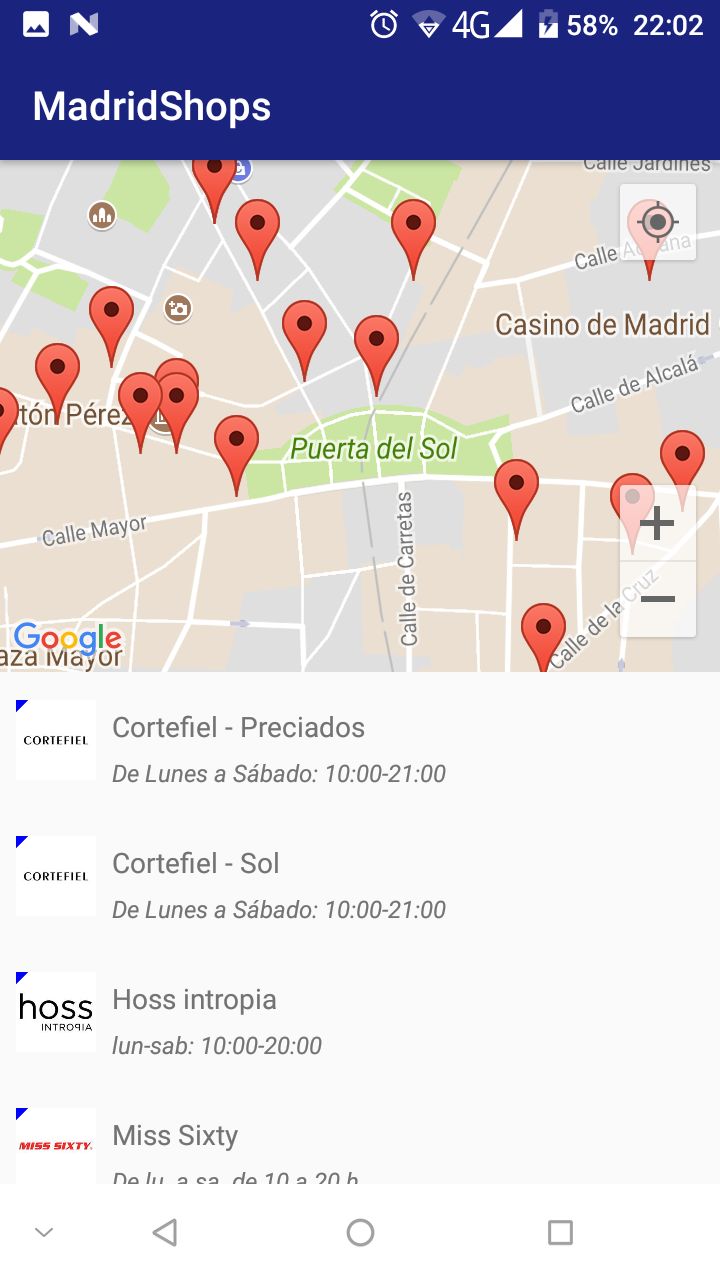 4G 58% 22:02
MadridShops
Calle Jardines
Calle
Casino de Madrid
Calle de Alcalá
Puerta del Sol
Calle Mayor
Calle de Carretas
Calle de la Cruz
Google
aza Mayor
Cortefiel - Preciados
CORTEFIEL
De Lunes a Sábado: 10:00-21:00
Cortefiel - Sol
CORTEFIEL
De Lunes a Sábado: 10:00-21:00
Hoss intropia
hoss
INTROPIA
lun-sab: 10:00-20:00
Miss Sixty
MISS SIXTY
De lu. a sa. de 10 a 20 h